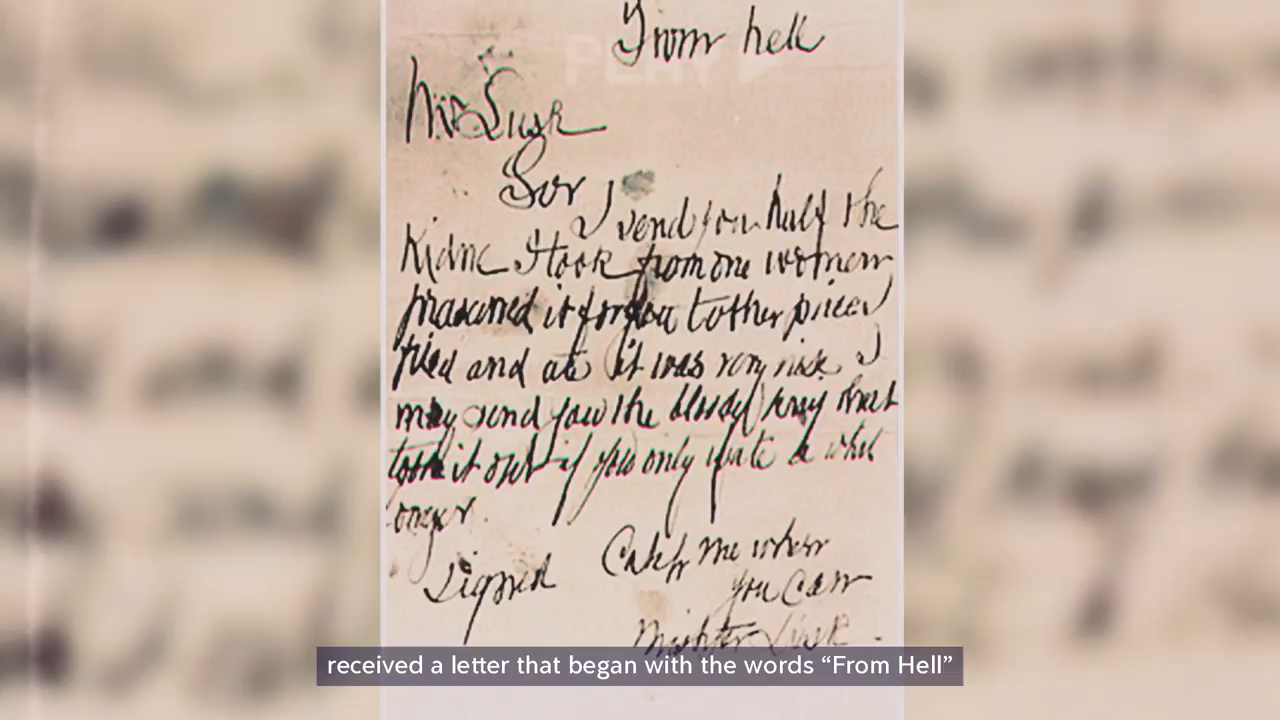 From hell
Mr Lusk
Sor
I send you half the
Kidne I took from one women
prasarved it for you tother piece I
fried and ate it was very nise I
may send you the bloody knif that
took it out if you only wate a whil
longer.
Signed
Catch me when
you Can
Mishter Lusk.
received a letter that began with the words “From Hell”